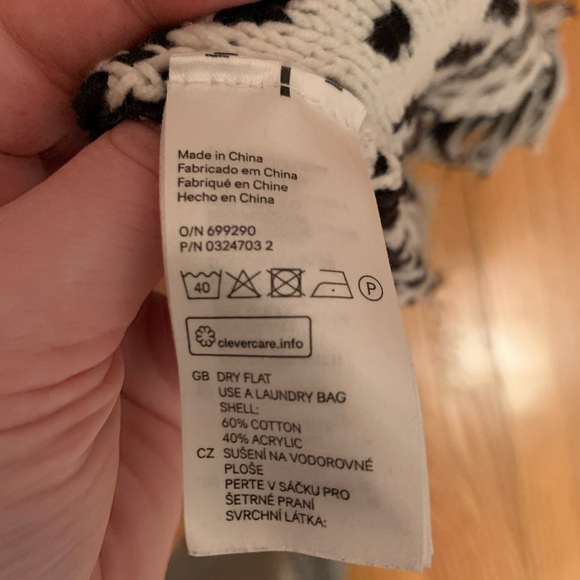 Made in China
Fabricado em China
Fabriqué en Chine
Hecho en China
O/N 699290
P/N 0324703 2
40 P
clevercare.info
GB DRY FLAT
USE A LAUNDRY BAG
SHELL:
60% COTTON
40% ACRYLIC
CZ SUŠENÍ NA VODOROVNÉ
PLOŠE
PERTE V SÁČKU PRO
ŠETRNÉ PRANÍ
SVRCHNÍ LÁTKA: